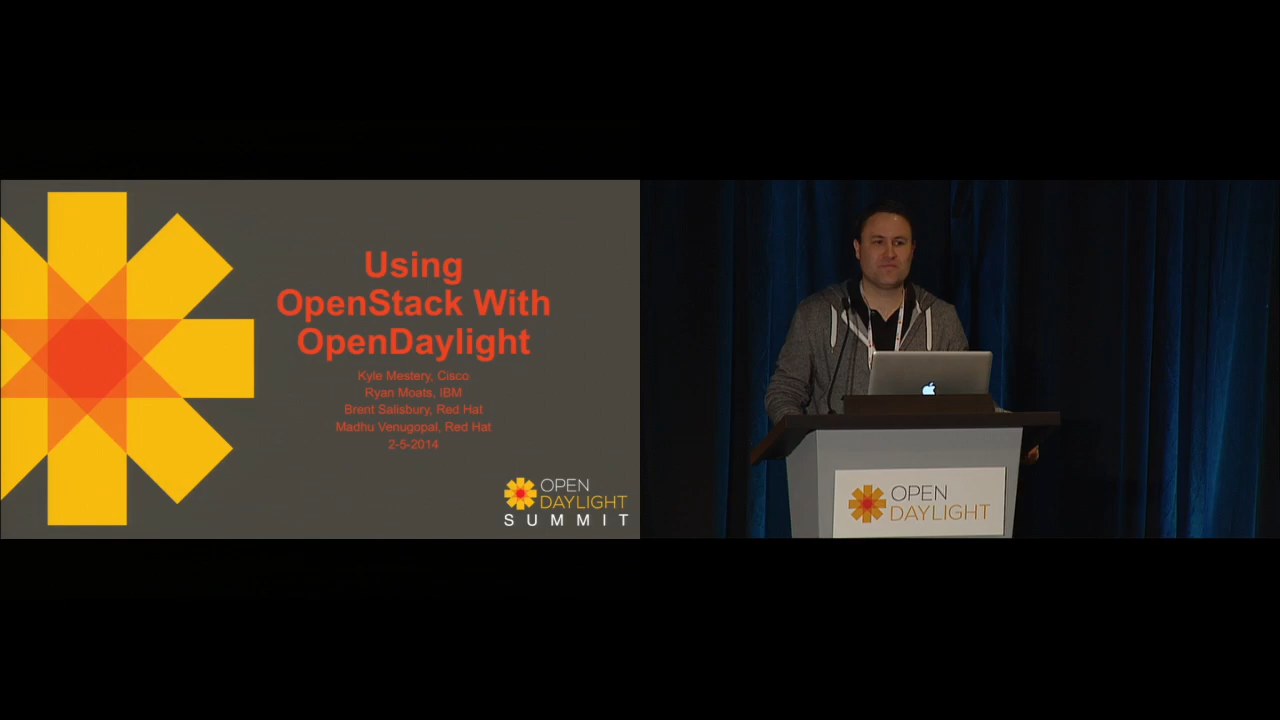 Using
OpenStack With
OpenDaylight
Kyle Mestery, Cisco
Ryan Moats, IBM
Brent Salisbury, Red Hat
Madhu Venugopal, Red Hat
2-5-2014
OPEN
DAYLIGHT
SUMMIT
OPEN
DAYLIGHT